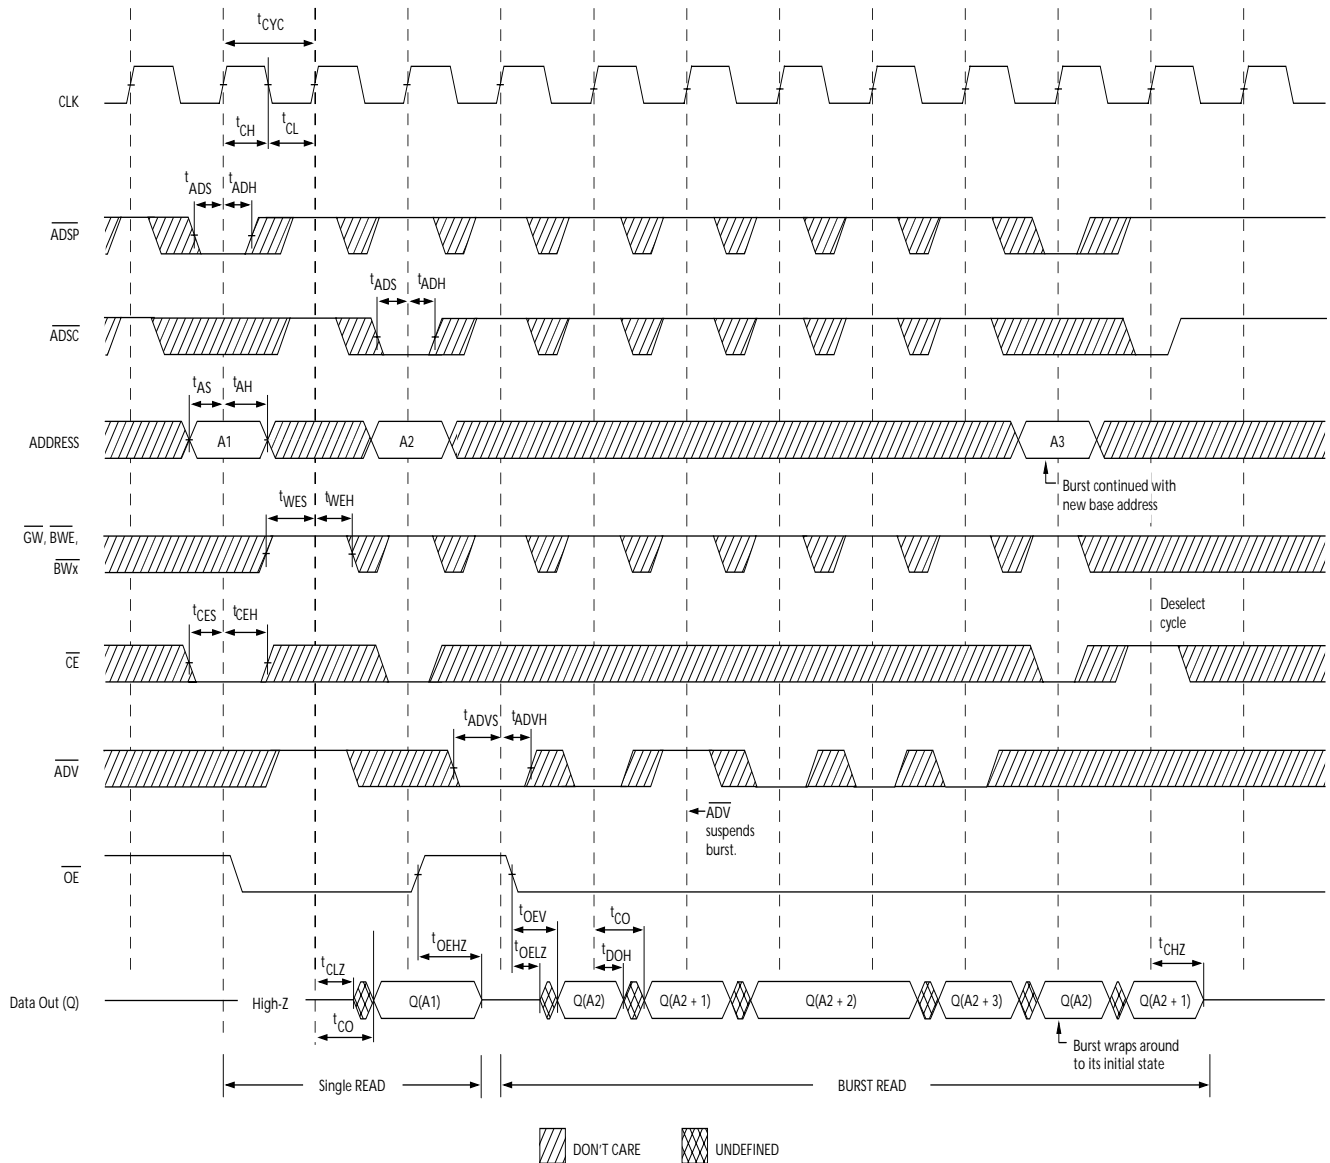 tCYC
CLK
tCH
tCL
tADS
tADH
ADSP
tADS
tADH
ADSC
tAS
tAH
ADDRESS
A1
A2
A3
Burst continued with
new base address
tWES
tWEH
GW, BWE,
BWx
Deselect
cycle
tCES
tCEH
CE
tADVS
tADVH
ADV
ADV
suspends
burst.
OE
tOEV
tCO
tOEHZ
tOELZ
tDOH
tCHZ
tCLZ
Data Out (Q)
High-Z
Q(A1)
Q(A2)
Q(A2 + 1)
Q(A2 + 2)
Q(A2 + 3)
Q(A2)
Q(A2 + 1)
tCO
Burst wraps around
to its initial state
Single READ
BURST READ
DON'T CARE
UNDEFINED